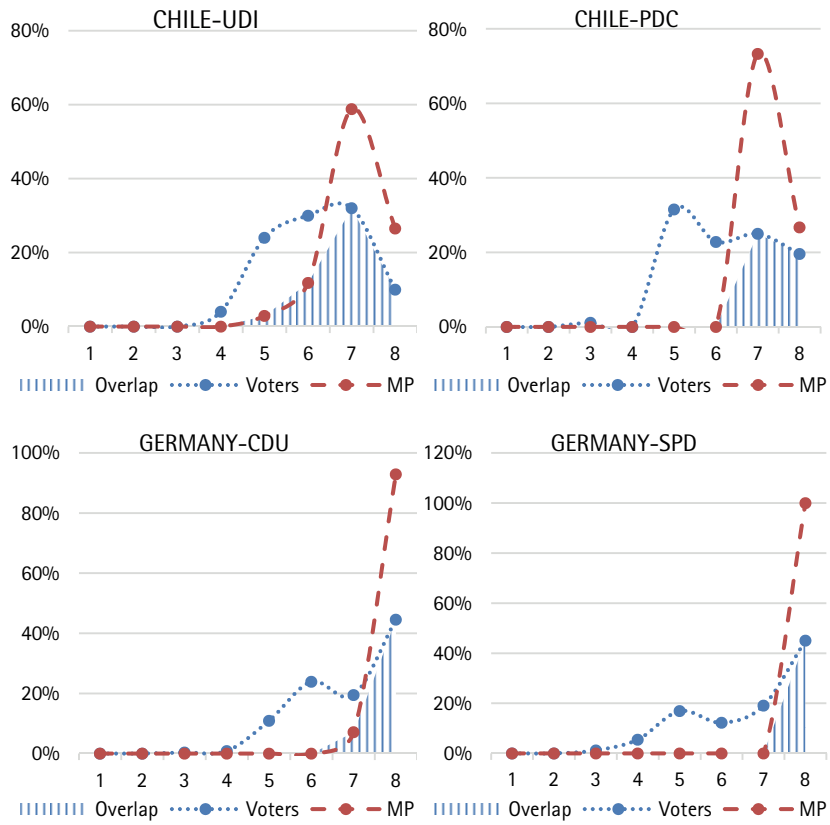 CHILE-UDI
80%
60%
40%
20%
0%
1 2 3 4 5 6 7 8
Overlap Voters MP
CHILE-PDC
80%
60%
40%
20%
0%
1 2 3 4 5 6 7 8
Overlap Voters MP
GERMANY-CDU
100%
80%
60%
40%
20%
0%
1 2 3 4 5 6 7 8
Overlap Voters MP
GERMANY-SPD
120%
100%
80%
60%
40%
20%
0%
1 2 3 4 5 6 7 8
Overlap Voters MP